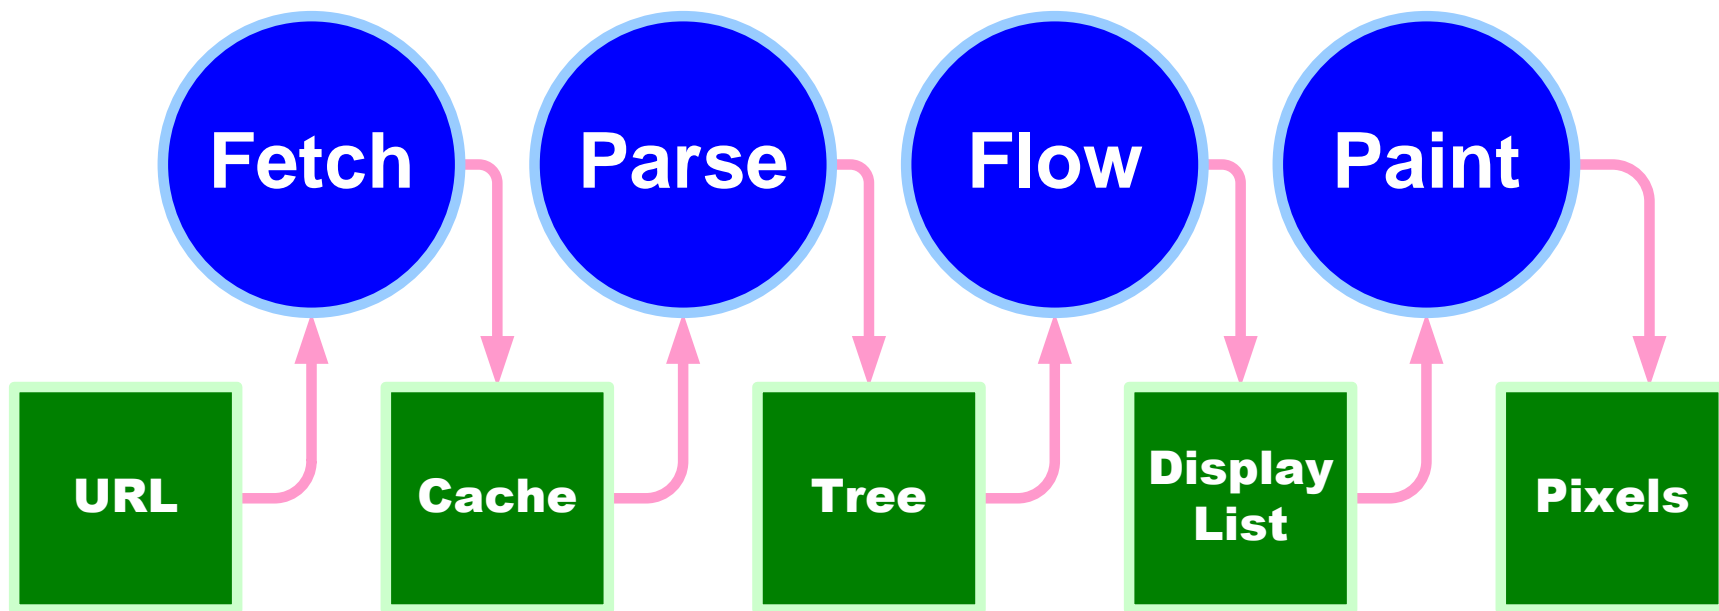 Fetch
Parse
Flow
Paint
URL
Cache
Tree
Display
List
Pixels